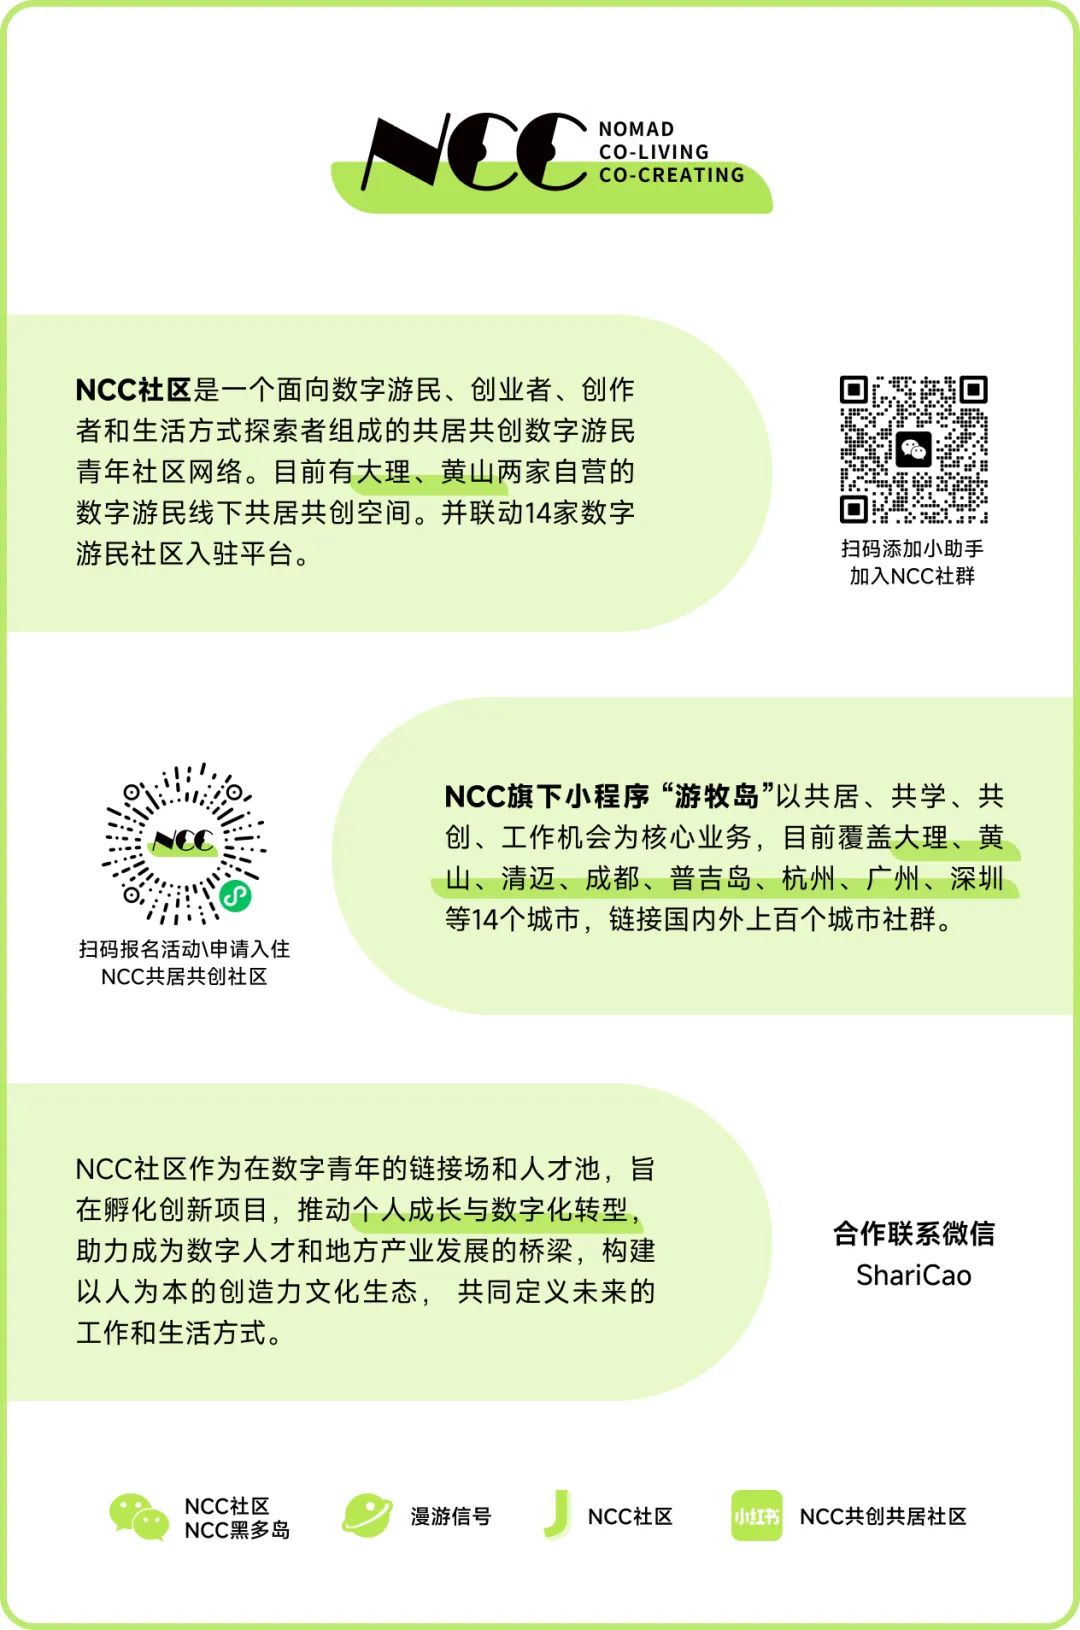 NCC
NOMAD
CO-LIVING
CO-CREATING
NCC社区是一个面向数字游民、创业者、创作
者和生活方式探索者组成的共居共创数字游民
青年社区网络。目前有大理、黄山两家自营的
数字游民线下共居共创空间。并联动14家数字
游民社区入驻平台。
扫码添加小助手
加入NCC社群
NCC
扫码报名活动\申请入住
NCC共居共创社区
NCC旗下小程序“游牧岛”以共居、共学、共
创、工作机会为核心业务，目前覆盖大理、黄
山、清迈、成都、普吉岛、杭州、广州、深圳
等14个城市，链接国内外上百个城市社群。
NCC社区作为在数字青年的链接场和人才池，旨
在孵化创新项目，推动个人成长与数字化转型，
助力成为数字人才和地方产业发展的桥梁，构建
以人为本的创造力文化生态， 共同定义未来的
工作和生活方式。
合作联系微信
ShariCao
NCC社区
NCC黑多岛
漫游信号
NCC社区
小红书
NCC共创共居社区